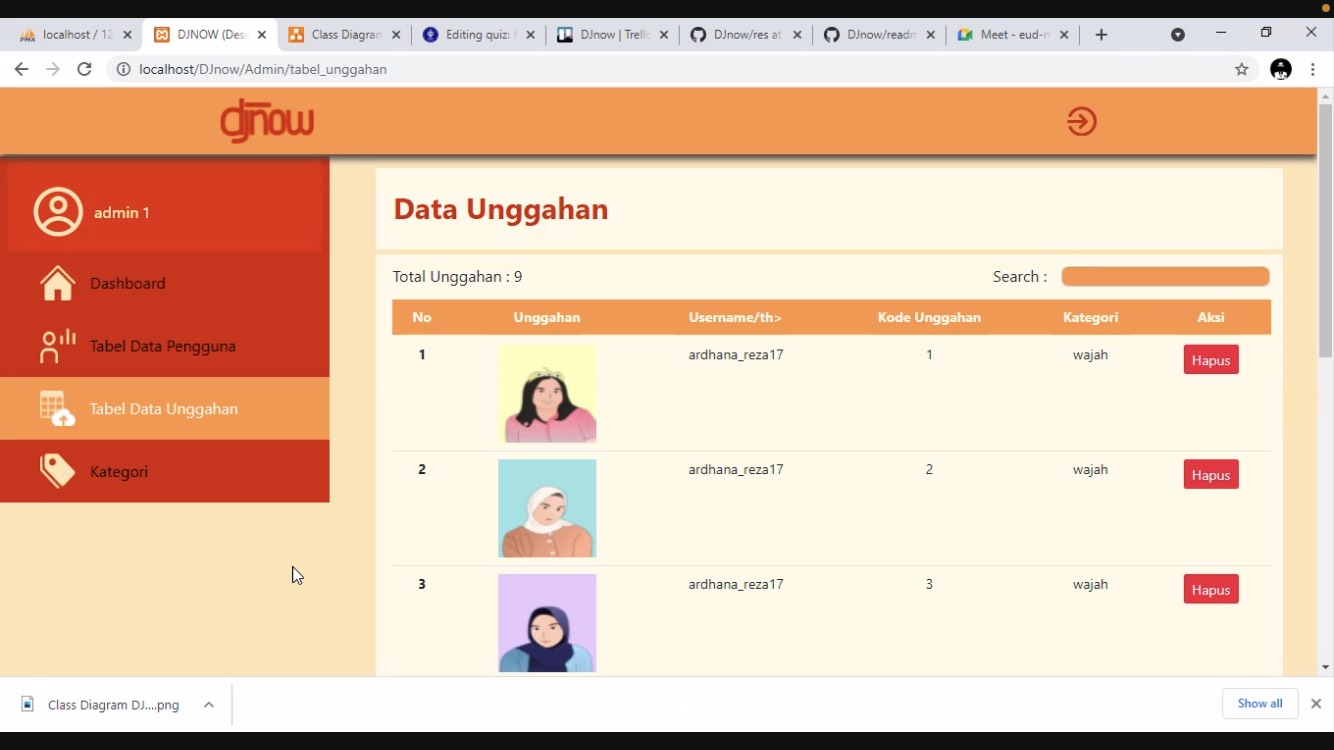 localhost / 12
DJNOW (Desi
Class Diagran
Editing quiz:
DJnow | Trell
DJnow/res at
DJnow/readn
Meet - eud-n
localhost/DJnow/Admin/tabel_unggahan
djnow
admin 1
Dashboard
Tabel Data Pengguna
Tabel Data Unggahan
Kategori
Data Unggahan
Total Unggahan : 9 Search :
No Unggahan Username/th> Kode Unggahan Kategori Aksi
1 ardhana_reza17 1 wajah Hapus
2 ardhana_reza17 2 wajah Hapus
3 ardhana_reza17 3 wajah Hapus
Class Diagram DJ....png
Show all